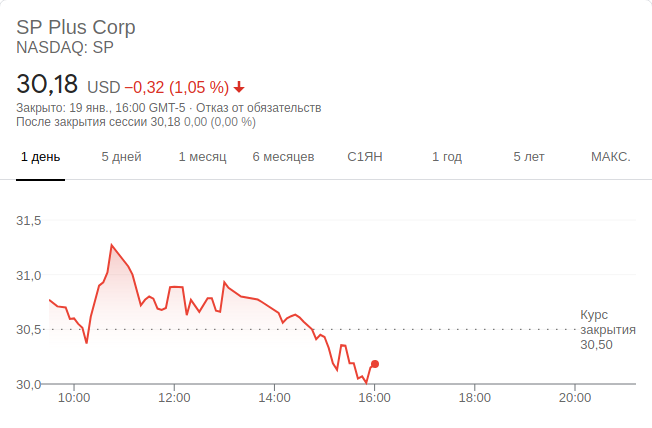 SP Plus Corp
NASDAQ: SP
30,18 USD −0,32 (1,05 %)
Закрыто: 19 янв., 16:00 GMT-5 · Отказ от обязательств
После закрытия сессии 30,18 0,00 (0,00 %)
1 день 5 дней 1 месяц 6 месяцев С1ЯН 1 год 5 лет МАКС.
31,5
31,0
30,5
30,0
Курс
закрытия
30,50
10:00 12:00 14:00 16:00 18:00 20:00